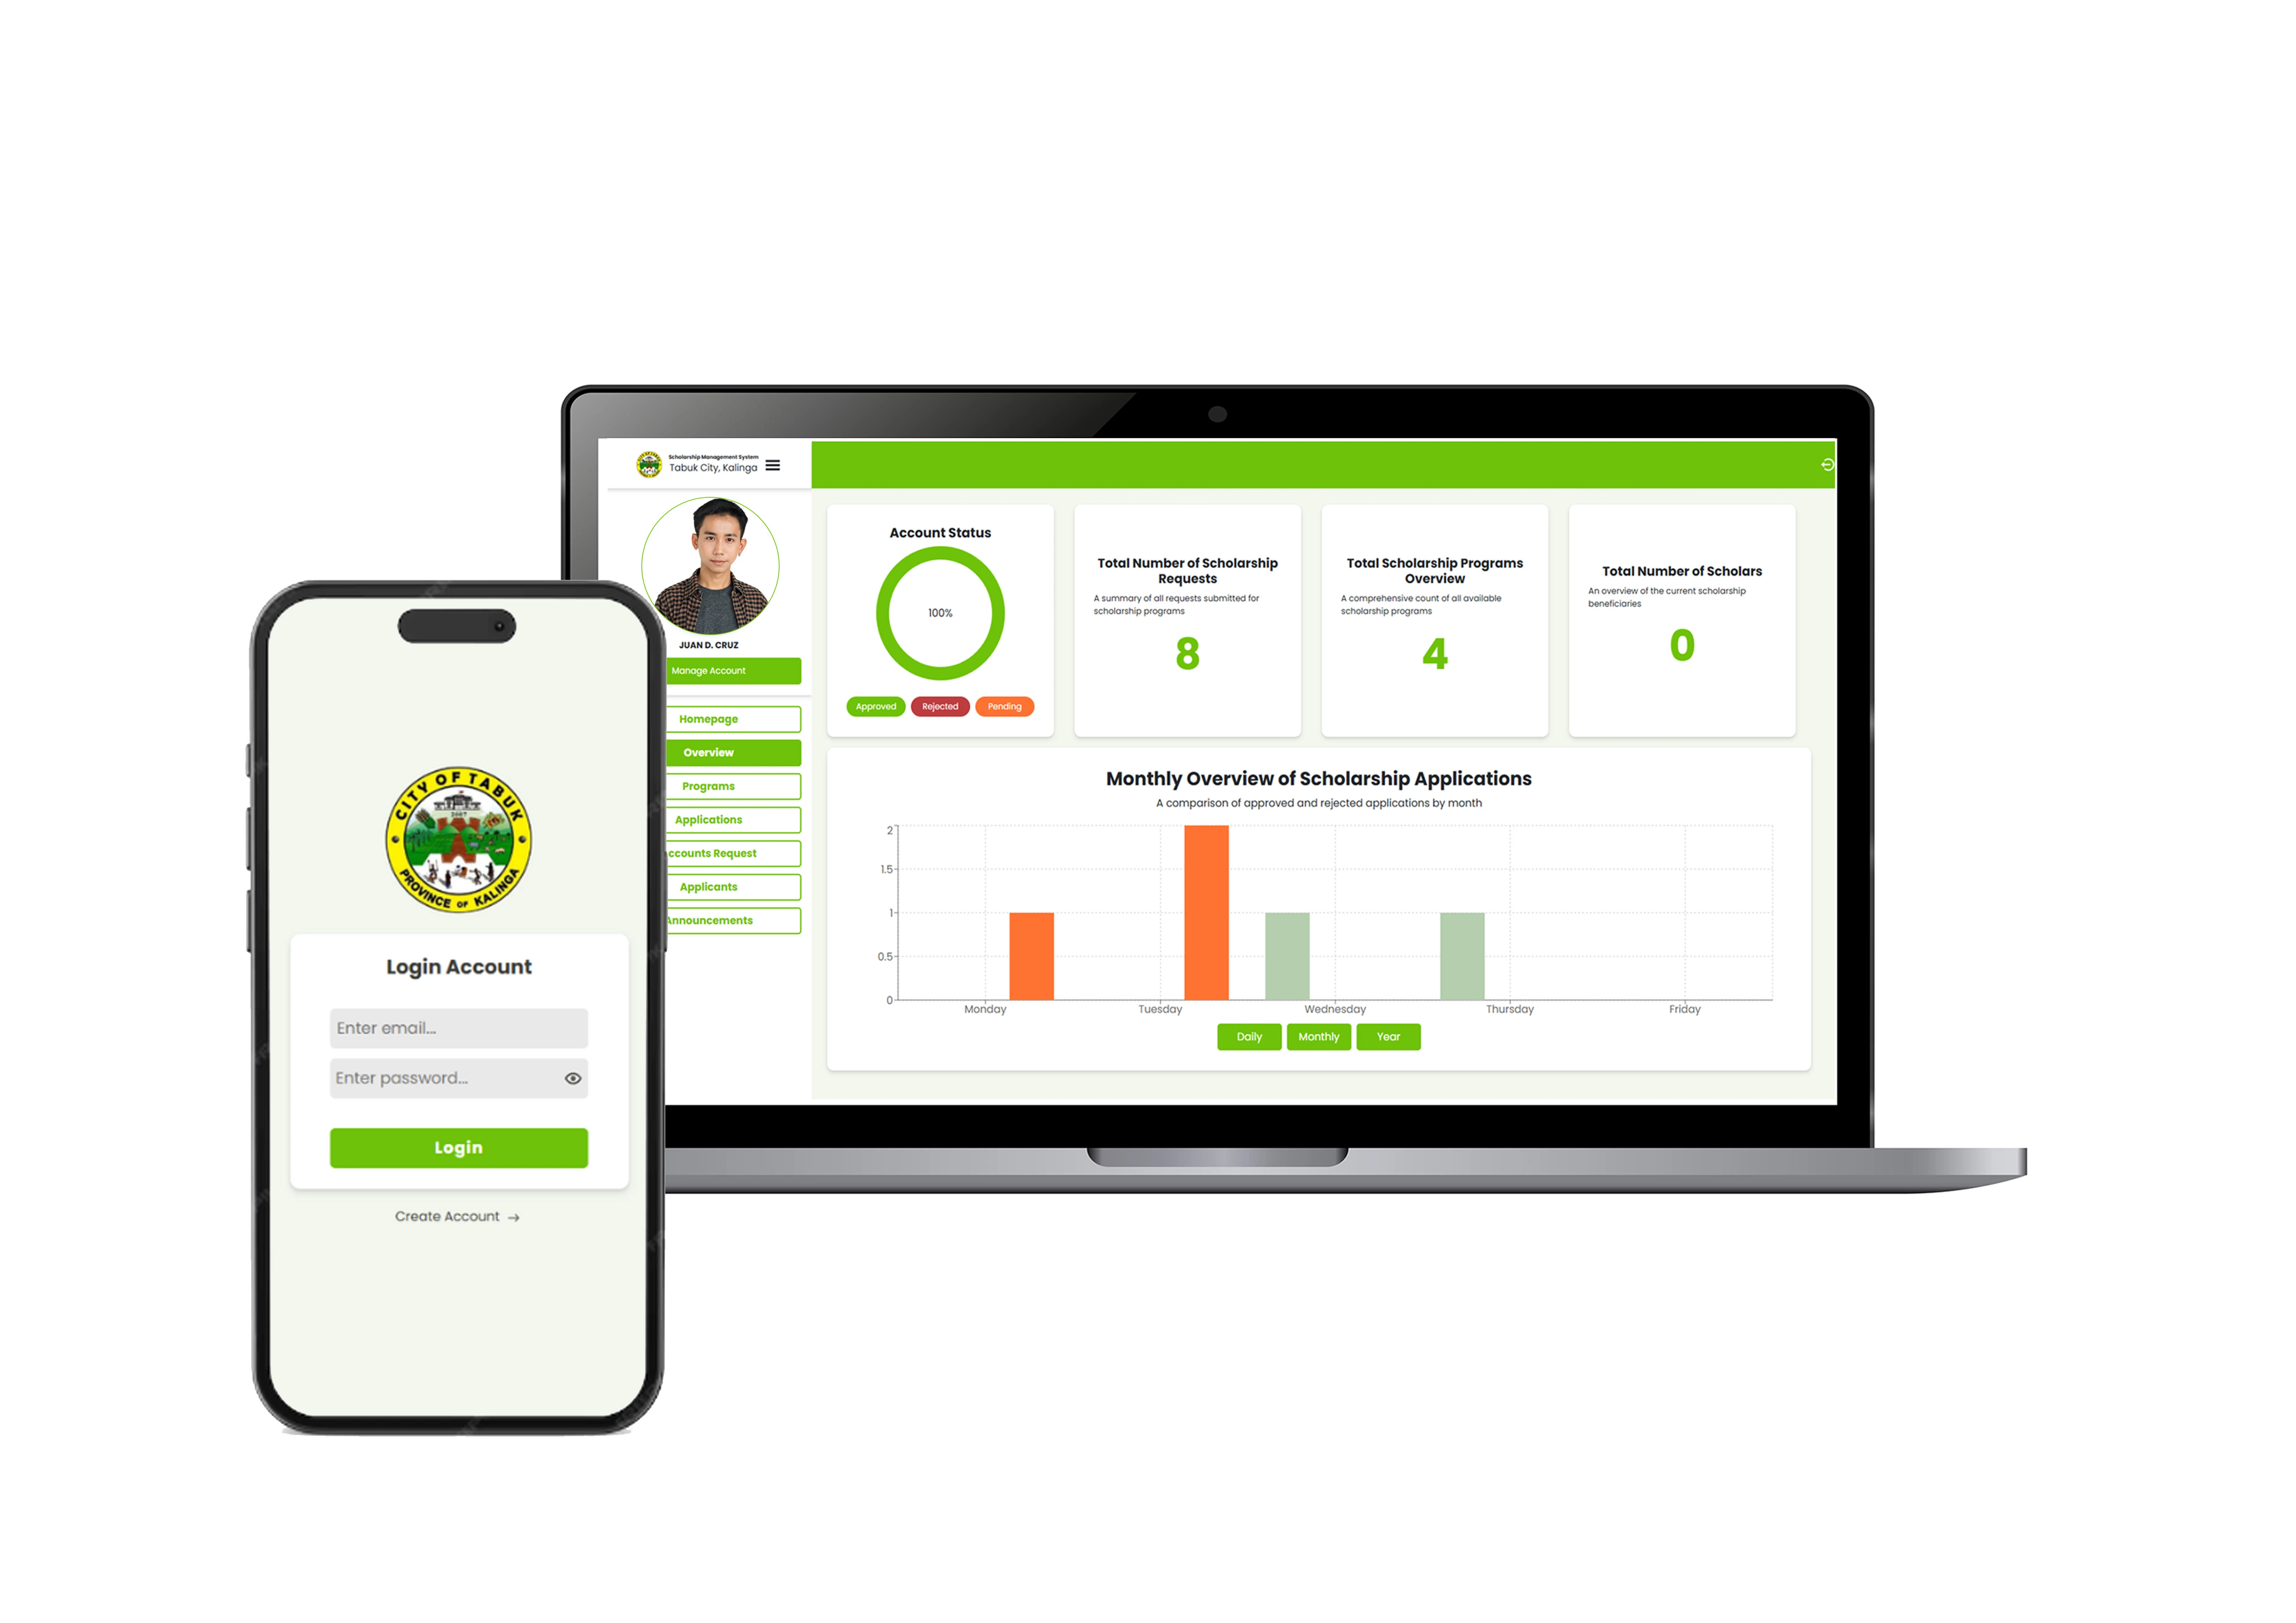 Scholarship Management System
Tabuk City, Kalinga
JUAN D. CRUZ
Manage Account
Homepage
Overview
Programs
Applications
ccounts Request
Applicants
Announcements
Account Status
100%
Approved Rejected Pending
Total Number of Scholarship
Requests
A summary of all requests submitted for
scholarship programs
8
Total Scholarship Programs
Overview
A comprehensive count of all available
scholarship programs
4
Total Number of Scholars
An overview of the current scholarship
beneficiaries
0
Monthly Overview of Scholarship Applications
A comparison of approved and rejected applications by month
2
1.5
1
0.5
0
Monday Tuesday Wednesday Thursday Friday
Daily Monthly Year
CITY OF TABUK
2007
PROVINCE OF KALINGA
Login Account
Enter email...
Enter password...
Login
Create Account →